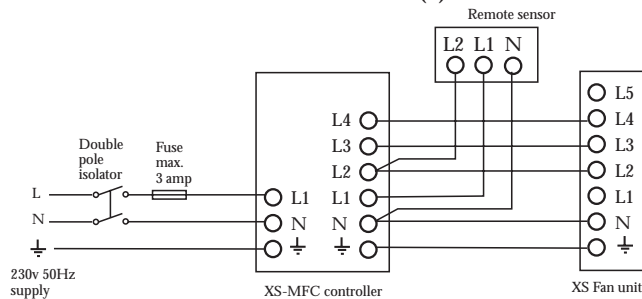 Remote sensor
L2 L1 N
Double
pole
isolator
Fuse
max.
3 amp
L
N
230v 50Hz
supply
L1
N
L4
L3
L2
L1
N
XS-MFC controller
L5
L4
L3
L2
L1
N
XS Fan unit